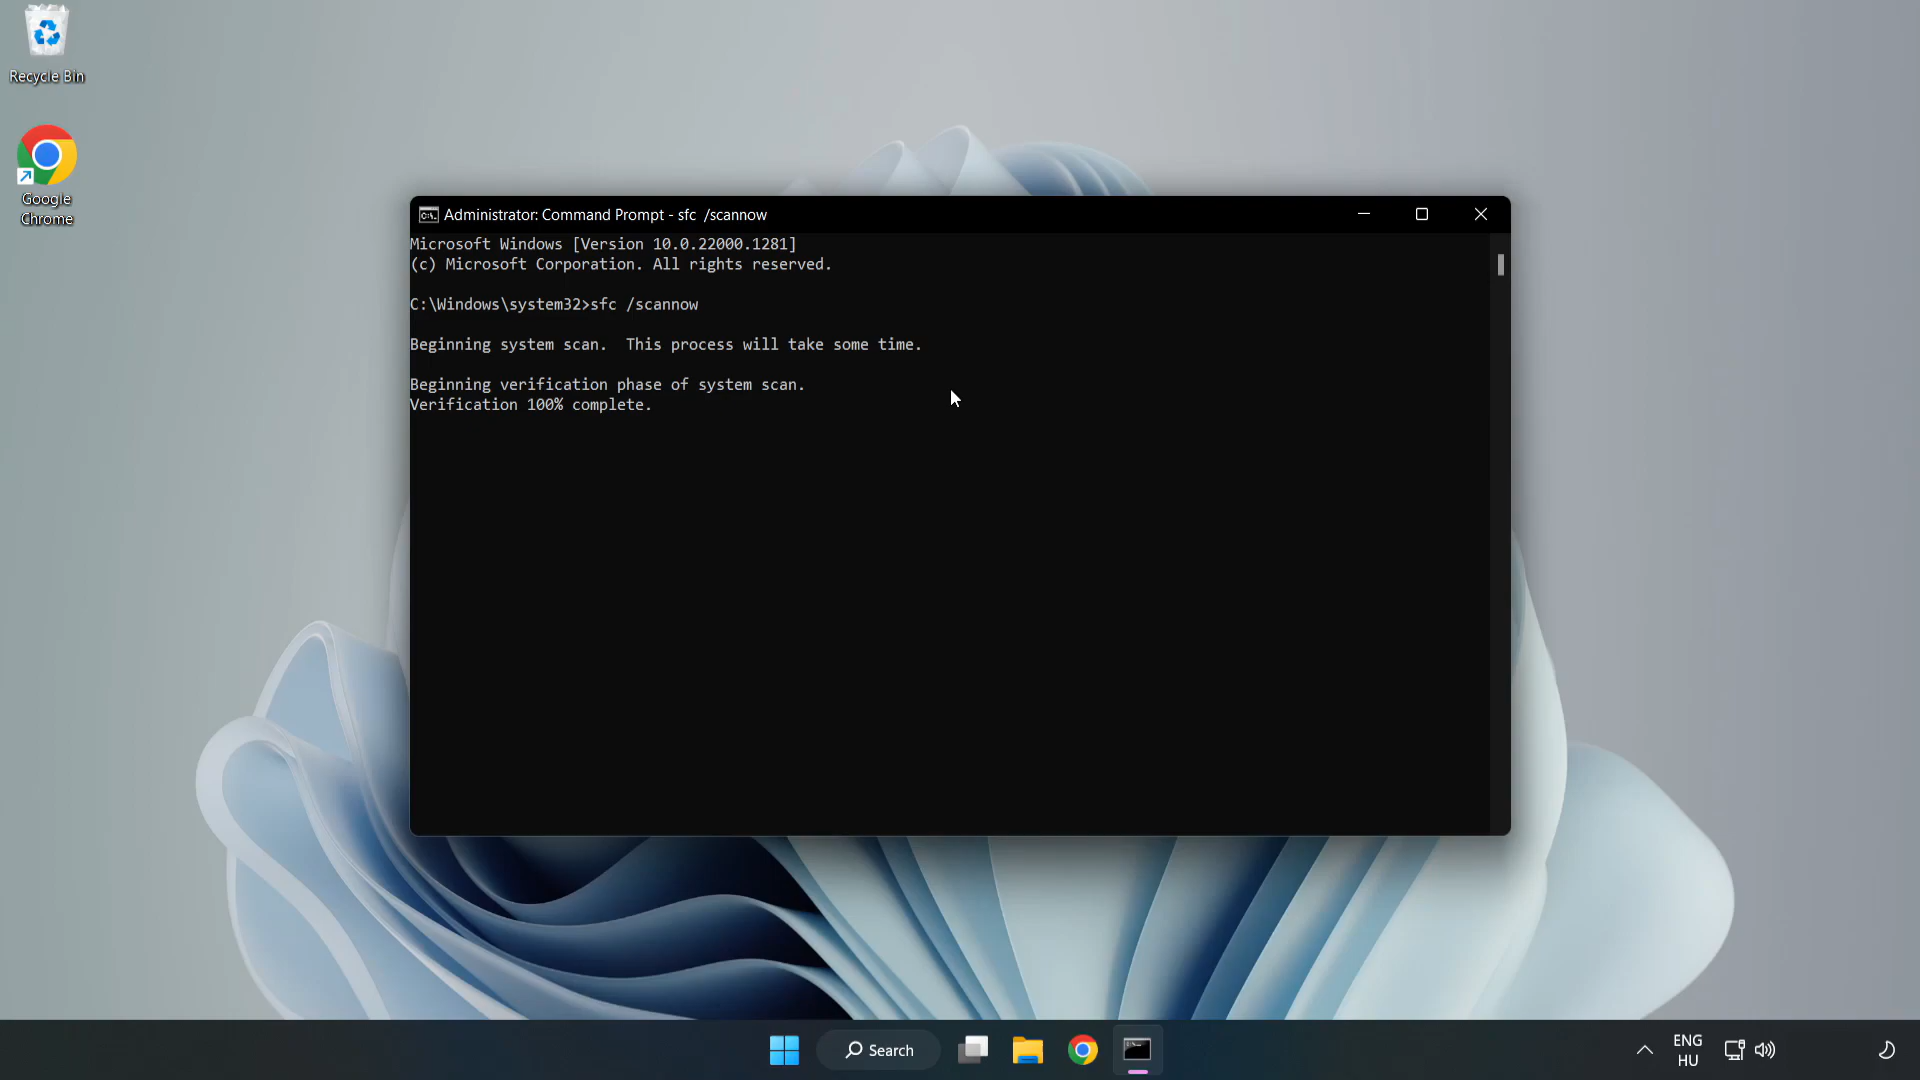 Recycle Bin
Google
Chrome
Administrator: Command Prompt - sfc  /scannow
Microsoft Windows [Version 10.0.22000.1281]
(c) Microsoft Corporation. All rights reserved.
C:\Windows\system32>sfc /scannow
Beginning system scan.  This process will take some time.
Beginning verification phase of system scan.
Verification 100% complete.
Search
ENG
HU